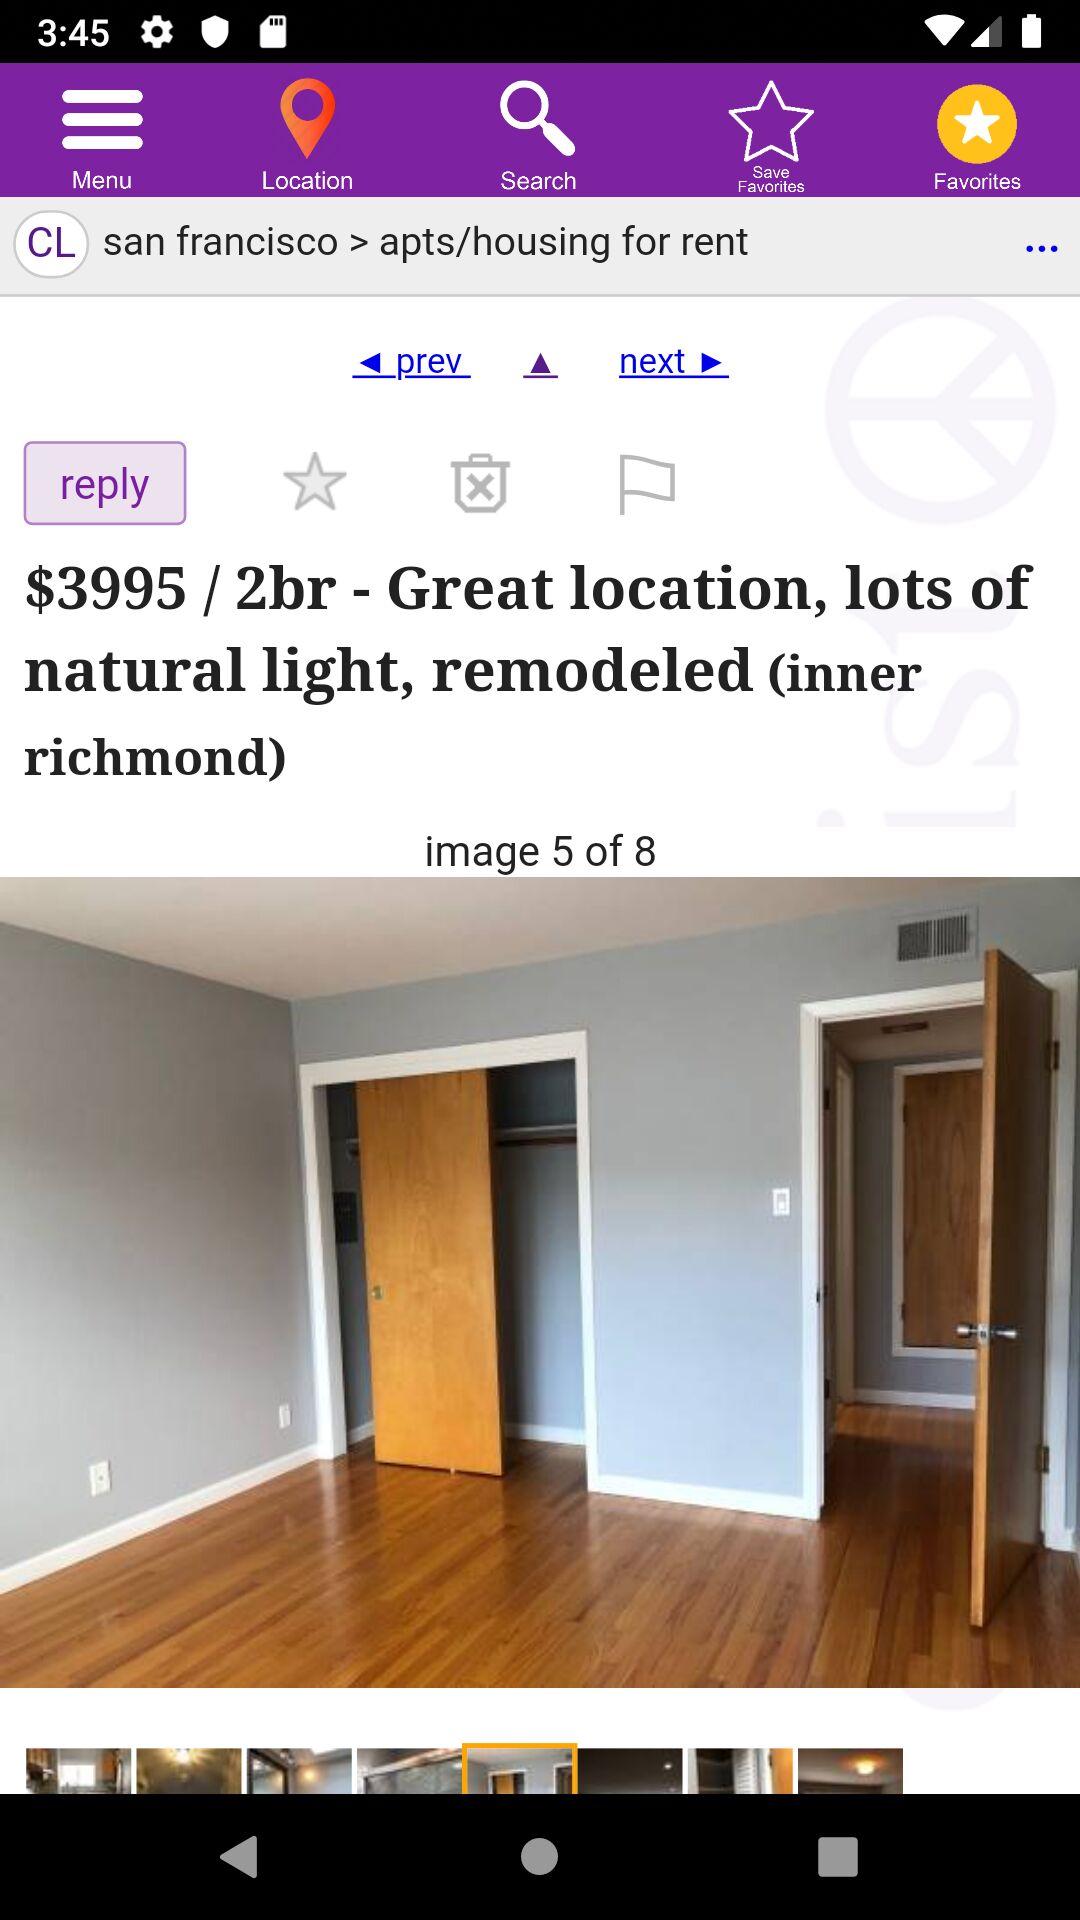 3:45
Menu
Location
Search
Save
Favorites
Favorites
CL san francisco > apts/housing for rent ...
◄ prev ▲ next ►
reply
$3995 / 2br - Great location, lots of
natural light, remodeled (inner
richmond)
image 5 of 8
ist